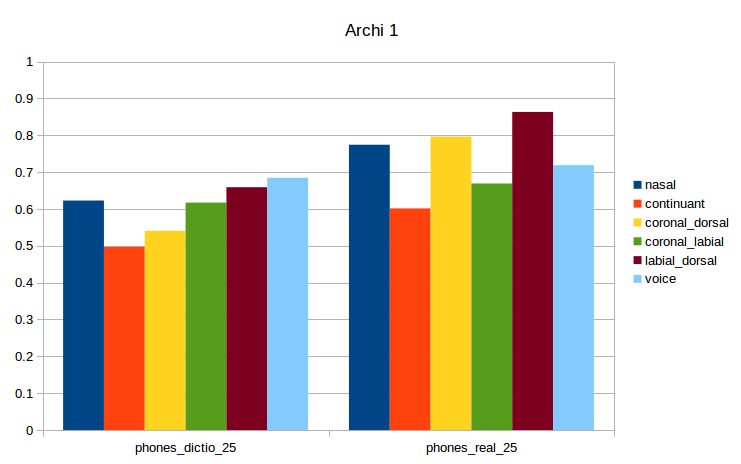 Archi 1
1
0.9
0.8
0.7
0.6
0.5
0.4
0.3
0.2
0.1
0
phones_dictio_25
phones_real_25
nasal
continuant
coronal_dorsal
coronal_labial
labial_dorsal
voice